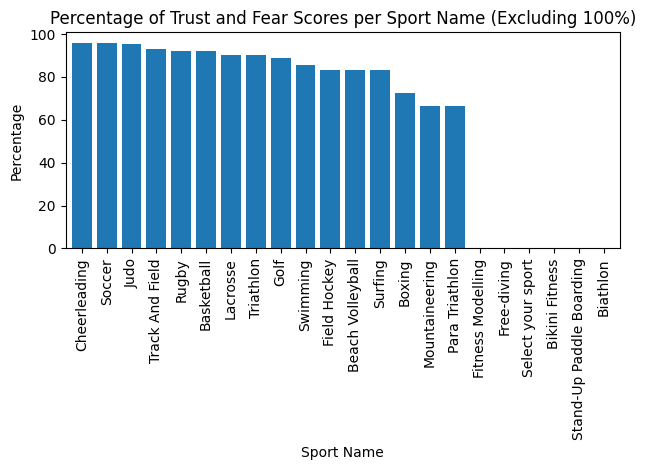 Percentage of Trust and Fear Scores per Sport Name (Excluding 100%)
100
80
60
40
20
0
Percentage
Cheerleading
Soccer
Judo
Track And Field
Rugby
Basketball
Lacrosse
Triathlon
Golf
Swimming
Field Hockey
Beach Volleyball
Surfing
Boxing
Mountaineering
Para Triathlon
Fitness Modelling
Free-diving
Select your sport
Bikini Fitness
Stand-Up Paddle Boarding
Biathlon
Sport Name